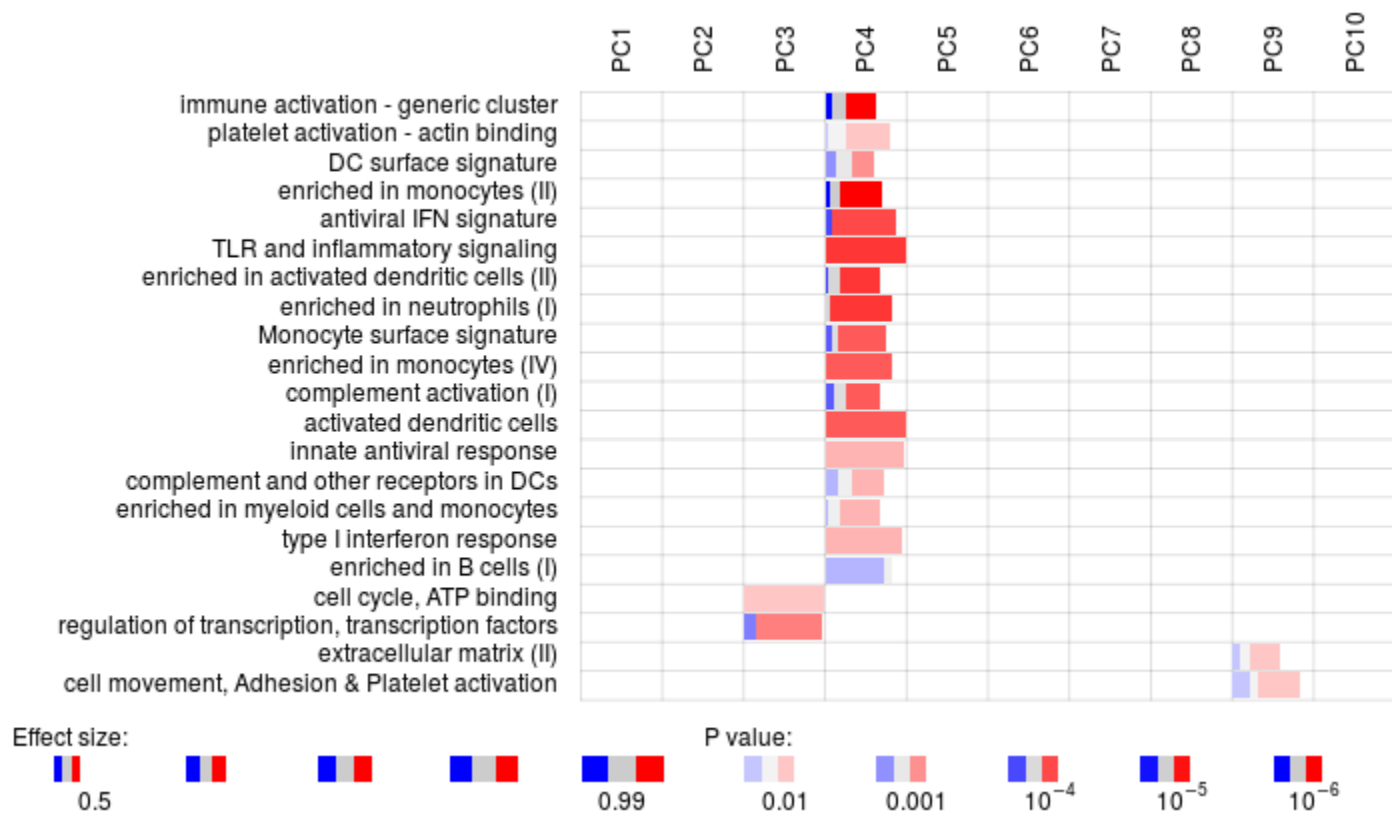 PC1 PC2 PC3 PC4 PC5 PC6 PC7 PC8 PC9 PC10
immune activation - generic cluster
platelet activation - actin binding
DC surface signature
enriched in monocytes (II)
antiviral IFN signature
TLR and inflammatory signaling
enriched in activated dendritic cells (II)
enriched in neutrophils (I)
Monocyte surface signature
enriched in monocytes (IV)
complement activation (I)
activated dendritic cells
innate antiviral response
complement and other receptors in DCs
enriched in myeloid cells and monocytes
type I interferon response
enriched in B cells (I)
cell cycle, ATP binding
regulation of transcription, transcription factors
extracellular matrix (II)
cell movement, Adhesion & Platelet activation
Effect size: P value:
0.5 0.99 0.01 0.001 10⁻⁴ 10⁻⁵ 10⁻⁶